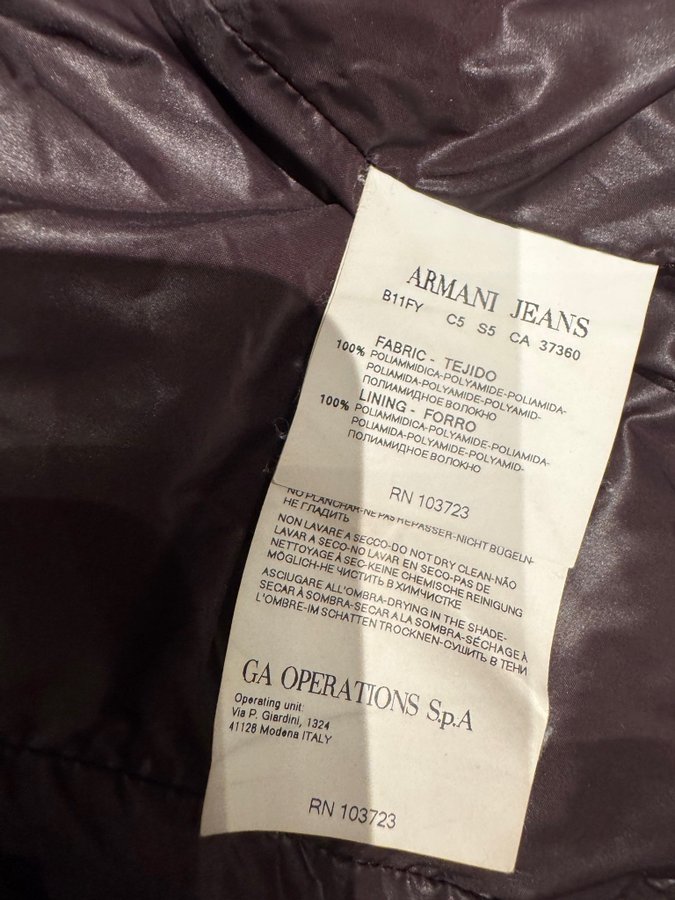 ARMANI JEANS
B11FY C5 S5 CA 37360
FABRIC - TEJIDO
100% POLIAMMIDICA-POLYAMIDE-POLIAMIDA-
POLIAMIDA-POLYAMIDE-POLYAMID-
ПОЛИАМИДНОЕ ВОЛОКНО
LINING - FORRO
100% POLIAMMIDICA-POLYAMIDE-POLIAMIDA-
POLIAMIDA-POLYAMIDE-POLYAMID-
ПОЛИАМИДНОЕ ВОЛОКНО
RN 103723
NO PLANCHAR-NE PAS REPASSER-NICHT BÜGELN-
НЕ ГЛАДИТЬ
NON LAVARE A SECCO-DO NOT DRY CLEAN-NÃO
LAVAR A SECO-NO LAVAR EN SECO-PAS DE
NETTOYAGE À SEC-KEINE CHEMISCHE REINIGUNG
MÖGLICH-НЕ ЧИСТИТЬ В ХИМЧИСТКЕ
ASCIUGARE ALL'OMBRA-DRYING IN THE SHADE-
SECAR À SOMBRA-SECAR A LA SOMBRA-SÉCHAGE À
L'OMBRE-IM SCHATTEN TROCKNEN-СУШИТЬ В ТЕНИ
GA OPERATIONS S.p.A
Operating unit:
Via P. Giardini, 1324
41128 Modena ITALY
RN 103723